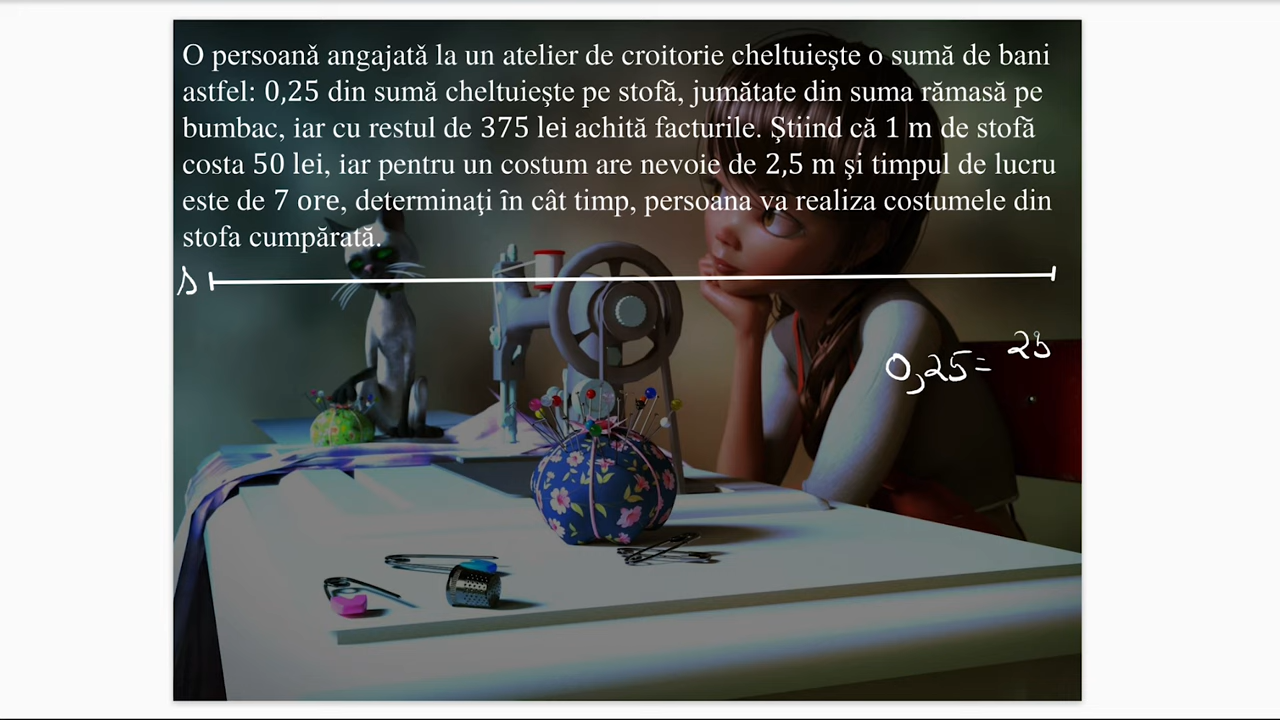 O persoană angajată la un atelier de croitorie cheltuieşte o sumă de bani
astfel: 0,25 din sumă cheltuieşte pe stofă, jumătate din suma rămasă pe
bumbac, iar cu restul de 375 lei achită facturile. Ştiind că 1 m de stofă
costa 50 lei, iar pentru un costum are nevoie de 2,5 m şi timpul de lucru
este de 7 ore, determinaţi în cât timp, persoana va realiza costumele din
stofa cumpărată.
s
0,25= 25